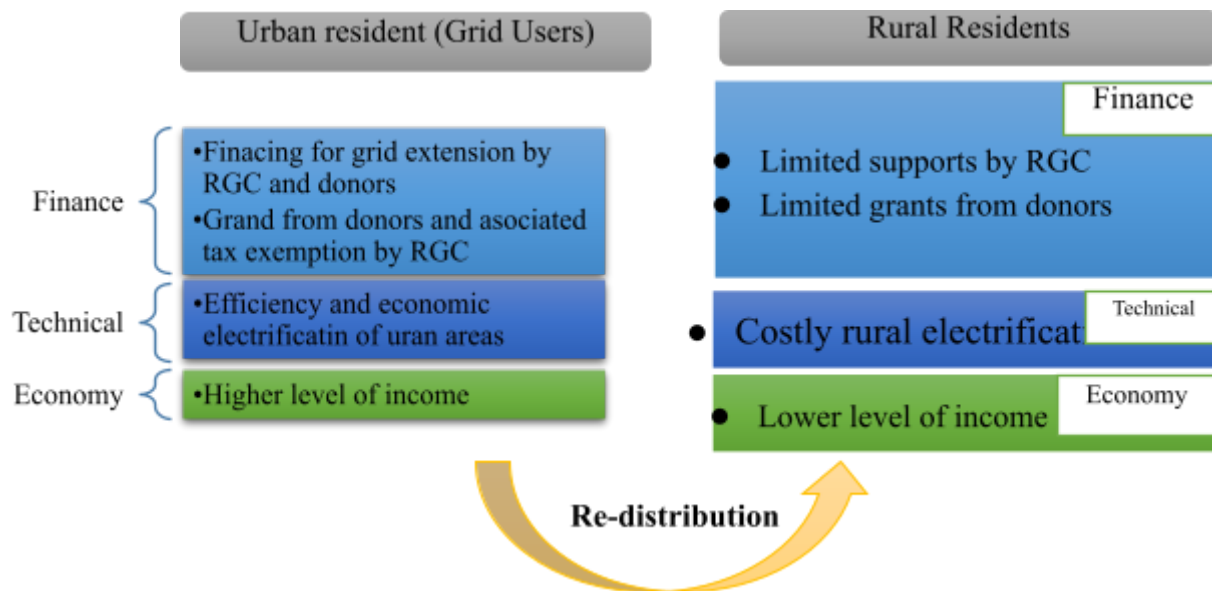 Urban resident (Grid Users)
Finance
•Finacing for grid extension by
RGC and donors
•Grand from donors and asociated
tax exemption by RGC
Technical
•Efficiency and economic
electrificatin of uran areas
Economy
•Higher level of income
Rural Residents
Finance
• Limited supports by RGC
• Limited grants from donors
• Costly rural electrificati
Technical
• Lower level of income
Economy
Re-distribution